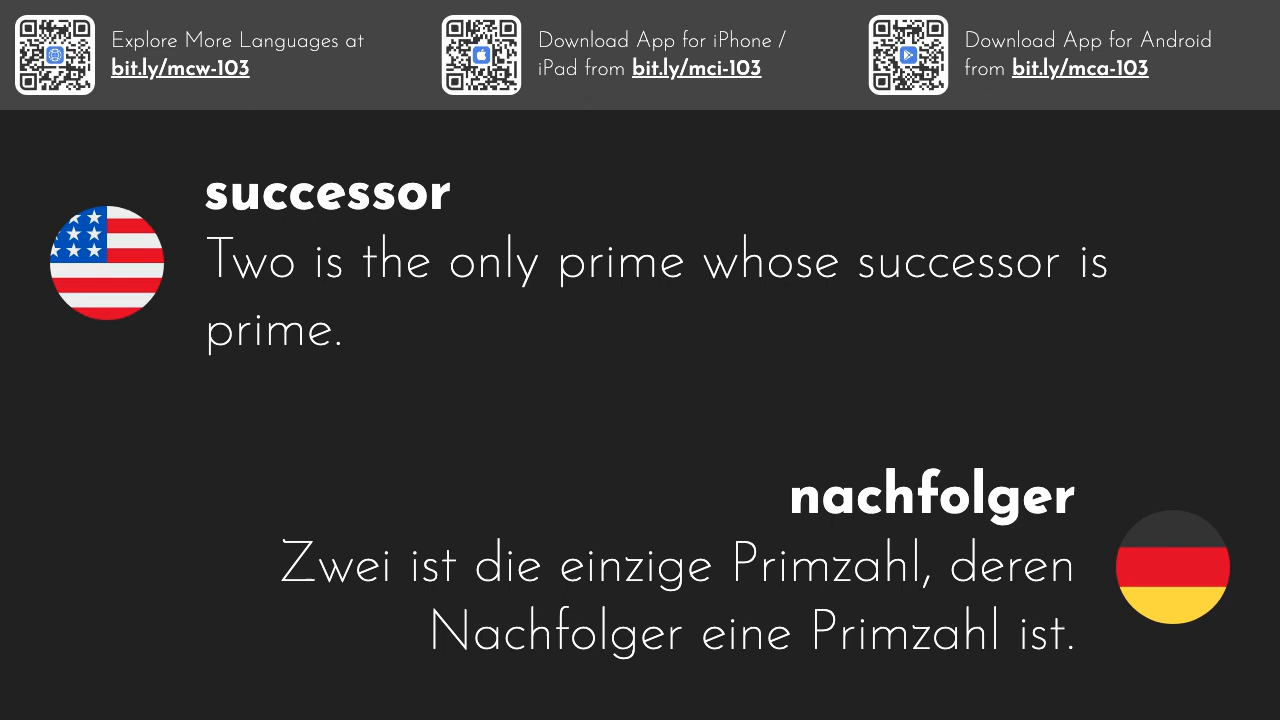 Explore More Languages at
bit.ly/mcw-103
Download App for iPhone /
iPad from bit.ly/mci-103
Download App for Android
from bit.ly/mca-103
successor
Two is the only prime whose successor is
prime.
nachfolger
Zwei ist die einzige Primzahl, deren
Nachfolger eine Primzahl ist.